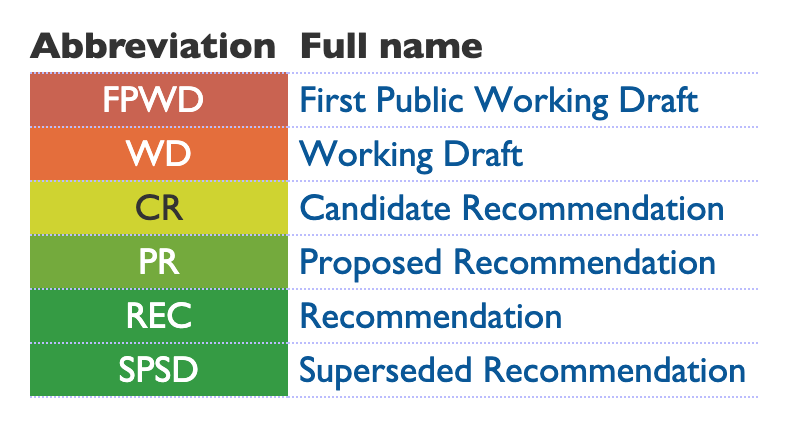 Abbreviation Full name
FPWD First Public Working Draft
WD Working Draft
CR Candidate Recommendation
PR Proposed Recommendation
REC Recommendation
SPSD Superseded Recommendation